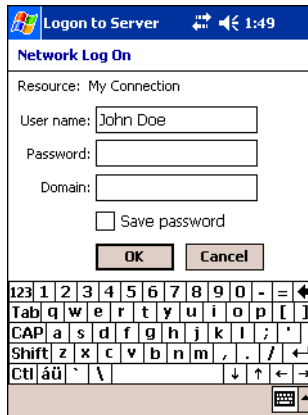 Logon to Server 1:49
Network Log On
Resource: My Connection
User name: John Doe
Password:
Domain:
Save password
OK Cancel
123 1 2 3 4 5 6 7 8 9 0 - =
Tab q w e r t y u i o p [ ]
CAP a s d f g h j k l ; '
Shift z x c v b n m , . /
Ctl áü ` \